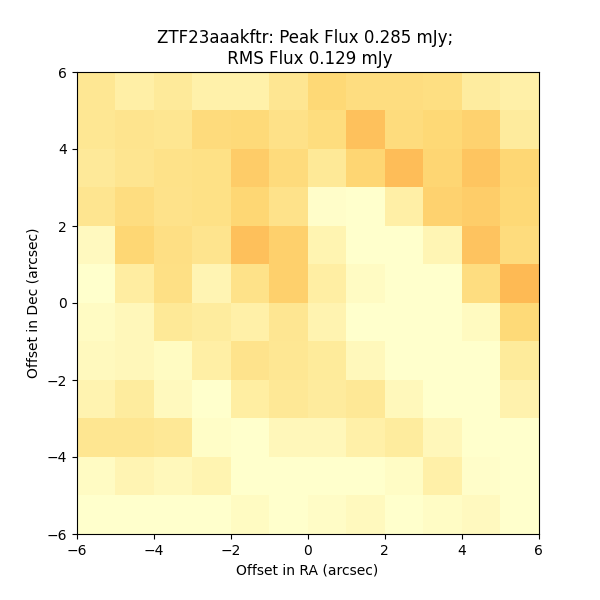 ZTF23aaakftr: Peak Flux 0.285 mJy;
RMS Flux 0.129 mJy
6
4
2
0
−2
−4
−6
Offset in Dec (arcsec)
−6 −4 −2 0 2 4 6
Offset in RA (arcsec)